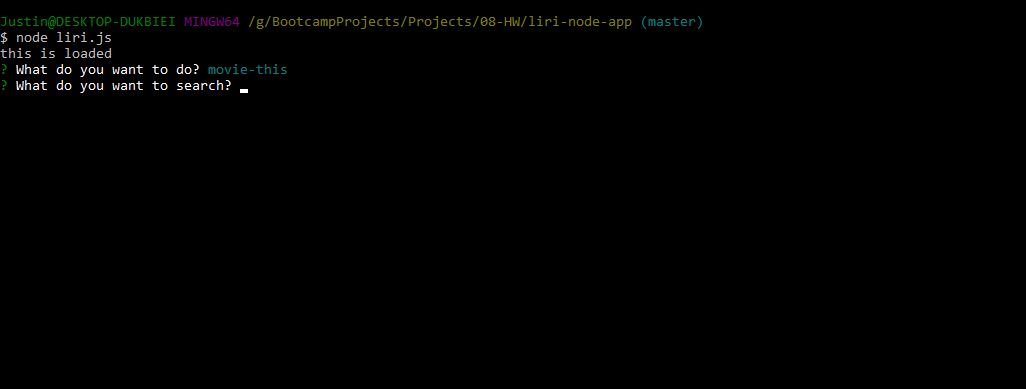 Justin@DESKTOP-DUKBIEI MINGW64 /g/BootcampProjects/Projects/08-HW/liri-node-app (master)
$ node liri.js
this is loaded
? What do you want to do? movie-this
? What do you want to search?